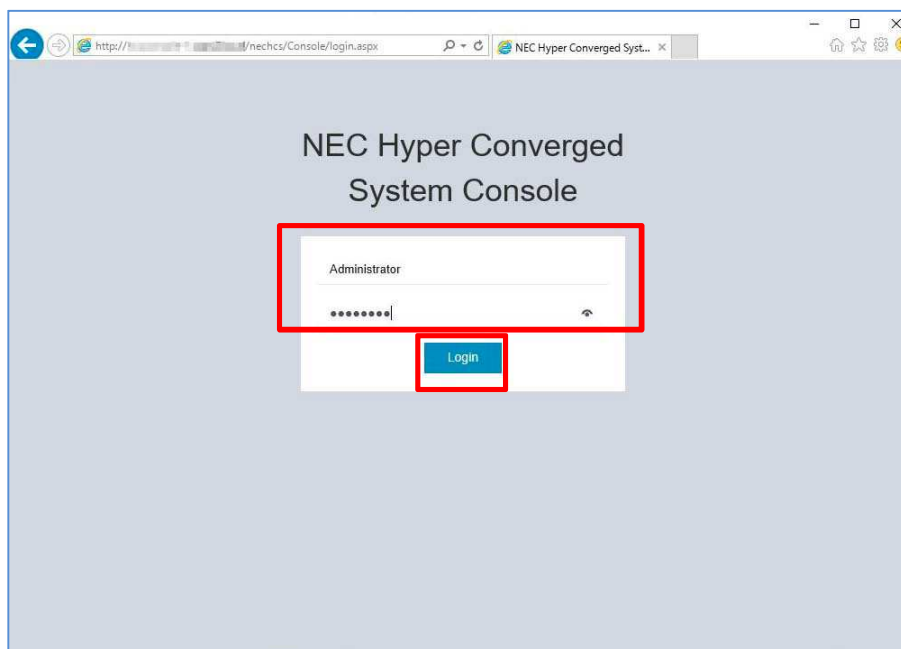 http:// /nechcs/Console/login.aspx
NEC Hyper Converged Syst...
NEC Hyper Converged
System Console
Administrator
Login